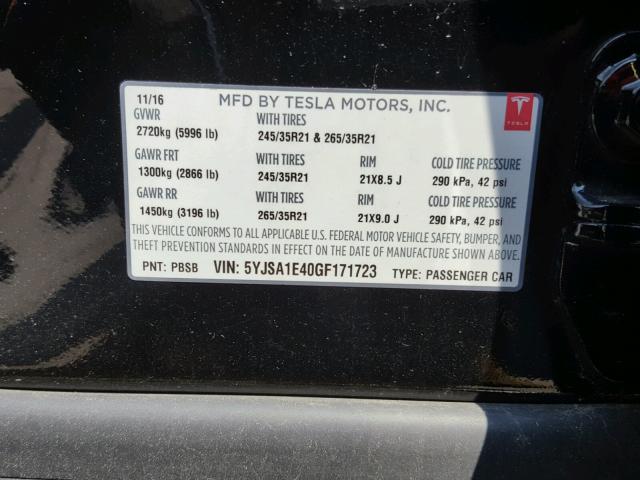 11/16 MFD BY TESLA MOTORS, INC.
TESLA
GVWR WITH TIRES
2720kg (5996 lb) 245/35R21 & 265/35R21
GAWR FRT WITH TIRES RIM COLD TIRE PRESSURE
1300kg (2866 lb) 245/35R21 21X8.5 J 290 kPa, 42 psi
GAWR RR WITH TIRES RIM COLD TIRE PRESSURE
1450kg (3196 lb) 265/35R21 21X9.0 J 290 kPa, 42 psi
THIS VEHICLE CONFORMS TO ALL APPLICABLE U.S. FEDERAL MOTOR VEHICLE SAFETY, BUMPER, AND
THEFT PREVENTION STANDARDS IN EFFECT ON THE DATE OF MANUFACTURE SHOWN ABOVE.
PNT: PBSB VIN: 5YJSA1E40GF171723 TYPE: PASSENGER CAR